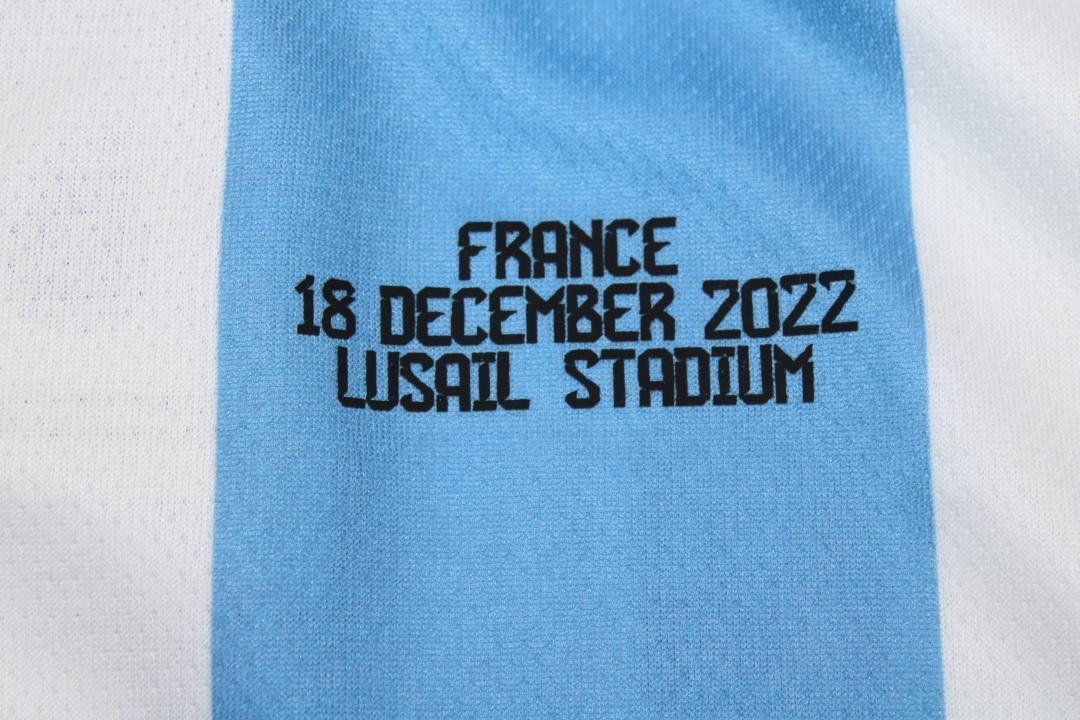 FRANCE
18 DECEMBER 2022
LUSAIL STADIUM